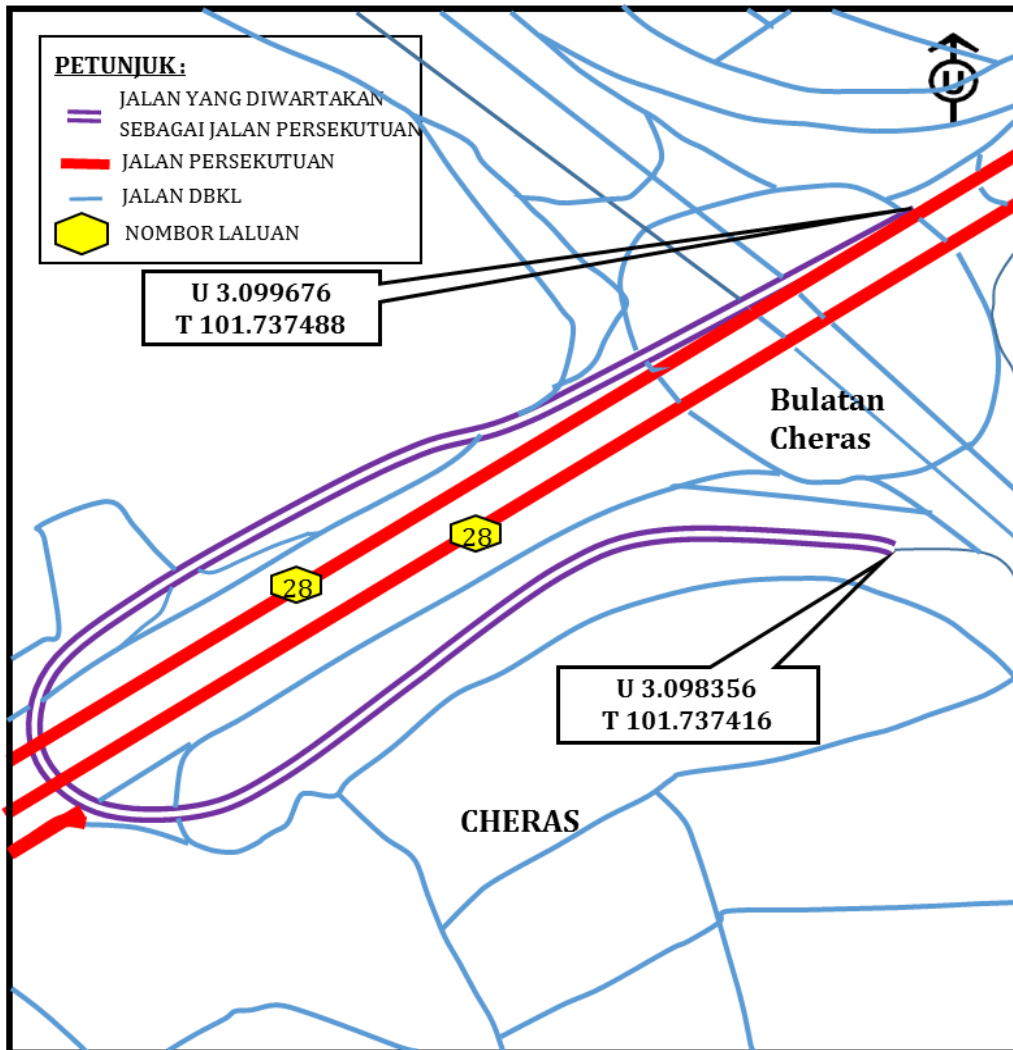 PETUNJUK :
JALAN YANG DIWARTAKAN
SEBAGAI JALAN PERSEKUTUAN
JALAN PERSEKUTUAN
JALAN DBKL
NOMBOR LALUAN
U
U 3.099676
T 101.737488
Bulatan
Cheras
28
28
U 3.098356
T 101.737416
CHERAS